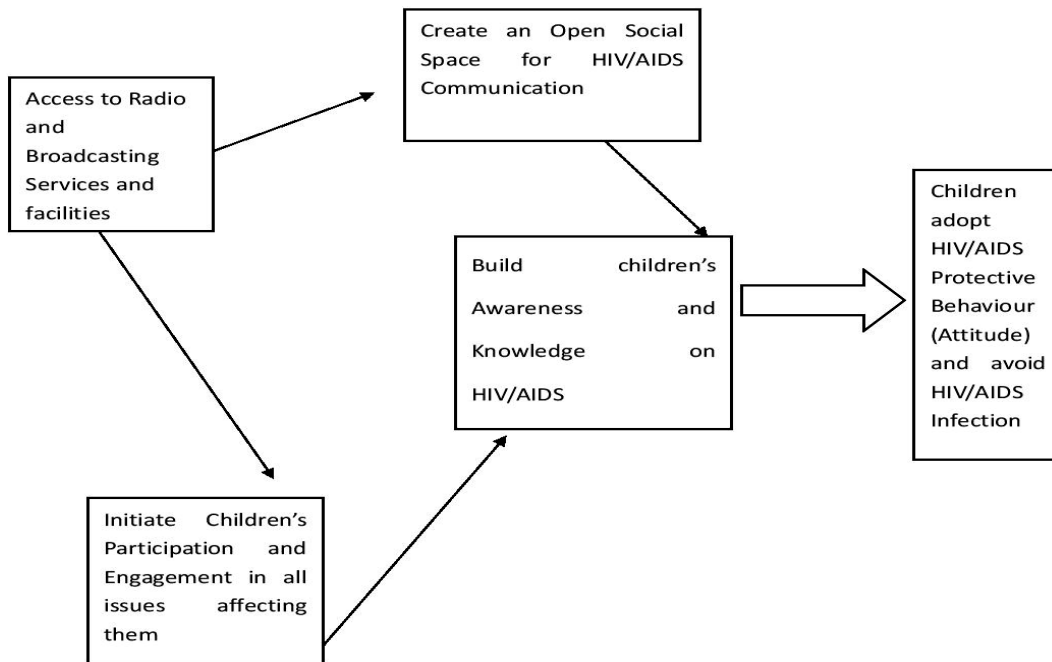 Access to Radio
and
Broadcasting
Services and
facilities
Create an Open Social
Space for HIV/AIDS
Communication
Build children’s
Awareness and
Knowledge on
HIV/AIDS
Children
adopt
HIV/AIDS
Protective
Behaviour
(Attitude)
and avoid
HIV/AIDS
Infection
Initiate Children’s
Participation and
Engagement in all
issues affecting
them